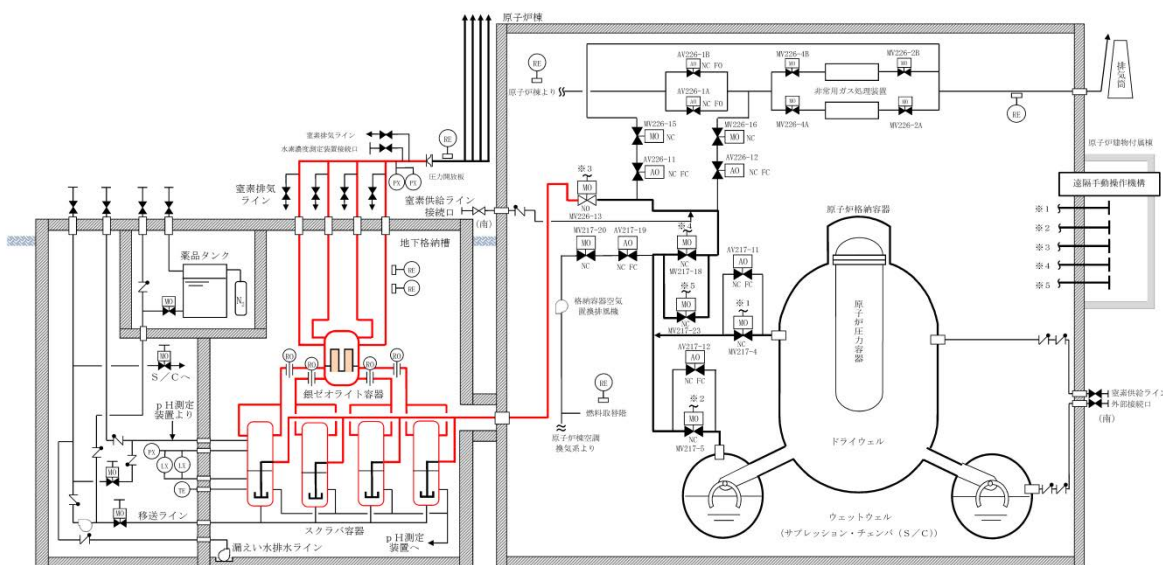 原子炉棟
RE
原子炉棟より
AV226-1B
AO
NC FO
AV226-1A
AO
NC FO
MV226-4B
MO
MV226-2B
MO
非常用ガス処理装置
MO
MV226-4A
MO
MV226-2A
RE
排気筒
MV226-15
MO
NC
MV226-16
MO
NC
AV226-11
AO
NC FC
AV226-12
AO
NC FC
原子炉建物付属棟
遠隔手動操作機構
※1
※2
※3
※4
※5
窒素排気ライン
水素濃度測定装置接続口
RE
PX
PX
圧力開放板
窒素排気
ライン
窒素供給ライン
接続口
(南)
※3
MO
NO
MV226-13
MV217-20
MO
NC
AV217-19
AO
NC FC
※4
MO
NC
MV217-18
※5
MO
NC
MV217-23
AV217-11
AO
NC FC
※1
MO
NC
MV217-4
AV217-12
AO
NC FC
※2
MO
NC
MV217-5
格納容器空気
置換排風機
RE
燃料取替階
原子炉棟空調
換気系より
原子炉格納容器
原子炉圧力容器
ドライウェル
ウェットウェル
(サプレッション・チェンバ(S/C))
窒素供給ライン
外部接続口
(南)
地下格納槽
薬品タンク
N₂
MO
RE
RE
MO
S/Cへ
RO
RO
RO
RO
銀ゼオライト容器
pH測定
装置より
PX
LX
LX
TE
MO
MO
移送ライン
スクラバ容器
漏えい水排水ライン
pH測定
装置へ